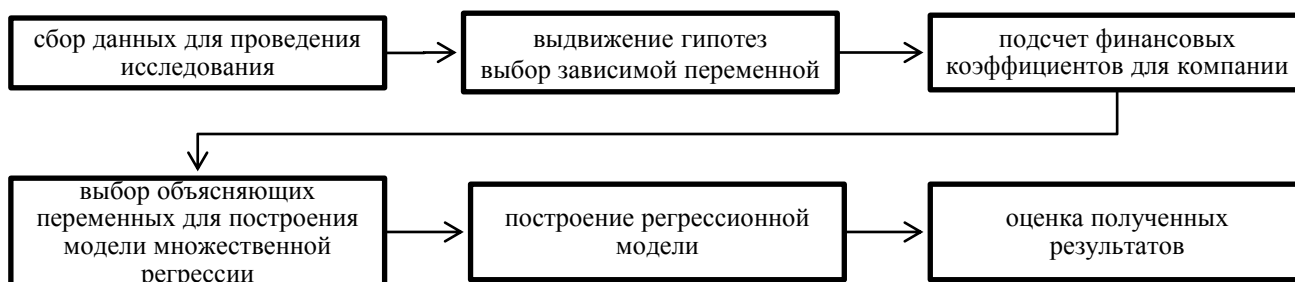 сбор данных для проведения
исследования
выдвижение гипотез
выбор зависимой переменной
подсчет финансовых
коэффициентов для компании
выбор объясняющих
переменных для построения
модели множественной
регрессии
построение регрессионной
модели
оценка полученных
результатов